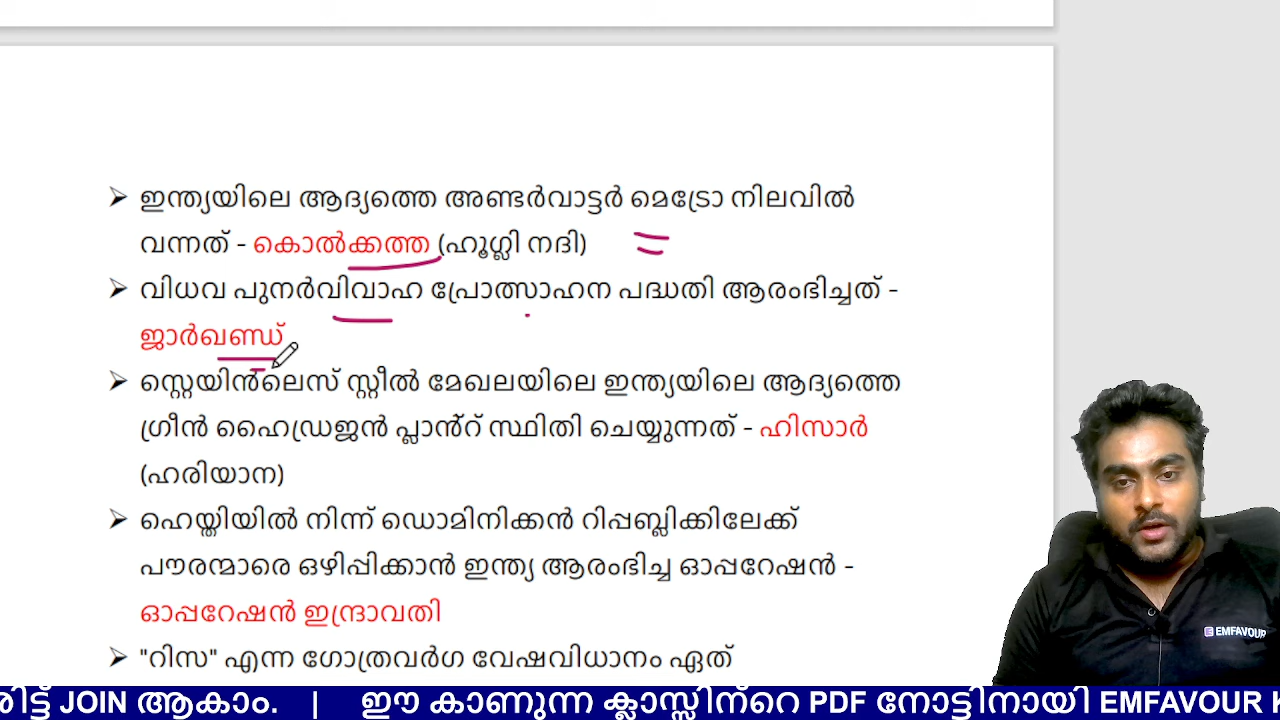 ➢ ഇന്ത്യയിലെ ആദ്യത്തെ അണ്ടർവാട്ടർ മെട്രോ നിലവിൽ
വന്നത് - കൊൽക്കത്ത (ഹൂഗ്ലി നദി)
➢ വിധവ പുനർവിവാഹ പ്രോത്സാഹന പദ്ധതി ആരംഭിച്ചത് -
ജാർഖണ്ഡ്
➢ സ്റ്റെയിൻലെസ് സ്റ്റീൽ മേഖലയിലെ ഇന്ത്യയിലെ ആദ്യത്തെ
ഗ്രീൻ ഹൈഡ്രജൻ പ്ലാൻ്റ് സ്ഥിതി ചെയ്യുന്നത് - ഹിസാർ
(ഹരിയാന)
➢ ഹെയ്തിയിൽ നിന്ന് ഡൊമിനിക്കൻ റിപ്പബ്ലിക്കിലേക്ക്
പൗരന്മാരെ ഒഴിപ്പിക്കാൻ ഇന്ത്യ ആരംഭിച്ച ഓപ്പറേഷൻ -
ഓപ്പറേഷൻ ഇന്ദ്രാവതി
➢ "റിസ" എന്ന ഗോത്രവർഗ വേഷവിധാനം ഏത്
EMFAVOUR
രിട്ട് JOIN ആകാം. | ഈ കാണുന്ന ക്ലാസ്സിന്റെ PDF നോട്ടിനായി EMFAVOUR